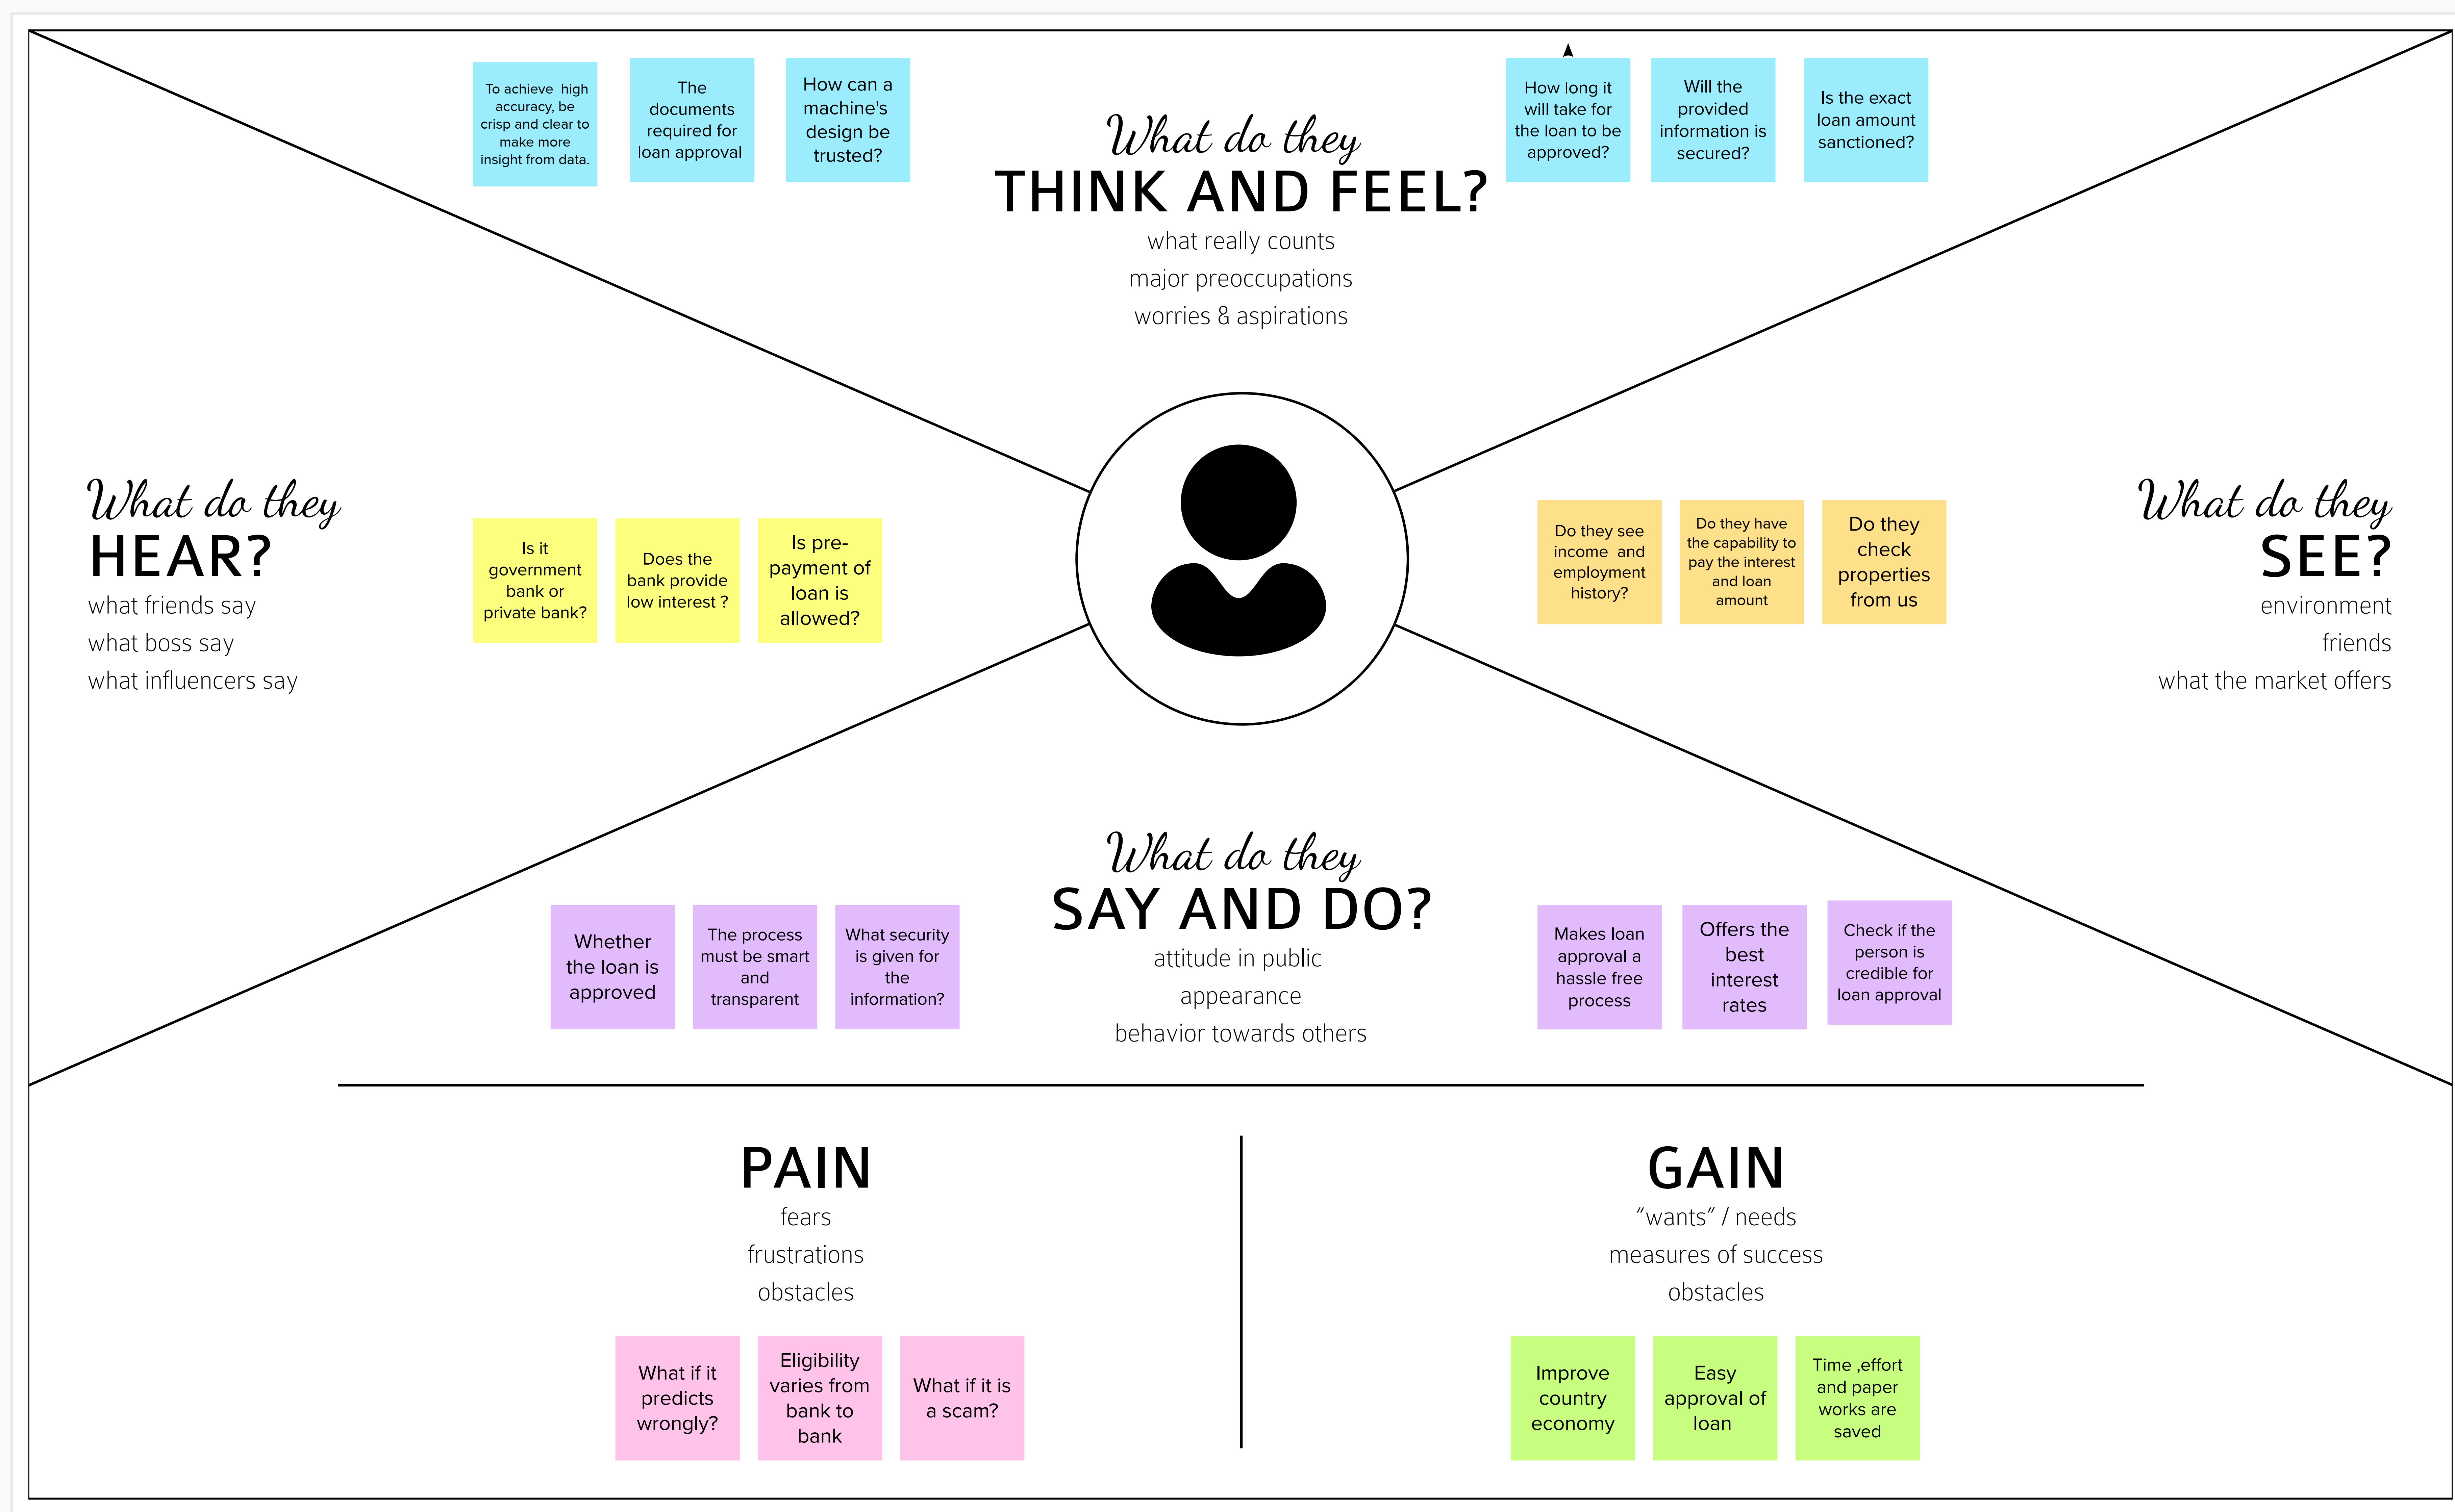 To achieve  high
accuracy, be
crisp and clear to
make more
insight from data.
The
documents
required for
loan approval
How can a
machine's
design be
trusted?
What do they
THINK AND FEEL?
what really counts
major preoccupations
worries & aspirations
How long it
will take for
the loan to be
approved?
Will the
provided
information is
secured?
Is the exact
loan amount
sanctioned?
What do they
HEAR?
what friends say
what boss say
what influencers say
Is it
government
bank or
private bank?
Does the
bank provide
low interest ?
Is pre-
payment of
loan is
allowed?
Do they see
income  and
employment
history?
Do they have
the capability to
pay the interest
and loan
amount
Do they
check
properties
from us
What do they
SEE?
environment
friends
what the market offers
Whether
the loan is
approved
The process
must be smart
and
transparent
What security
is given for
the
information?
What do they
SAY AND DO?
attitude in public
appearance
behavior towards others
Makes loan
approval a
hassle free
process
Offers the
best
interest
rates
Check if the
person is
credible for
loan approval
PAIN
fears
frustrations
obstacles
What if it
predicts
wrongly?
Eligibility
varies from
bank to
bank
What if it is
a scam?
GAIN
“wants” / needs
measures of success
obstacles
Improve
country
economy
Easy
approval of
loan
Time ,effort
and paper
works are
saved